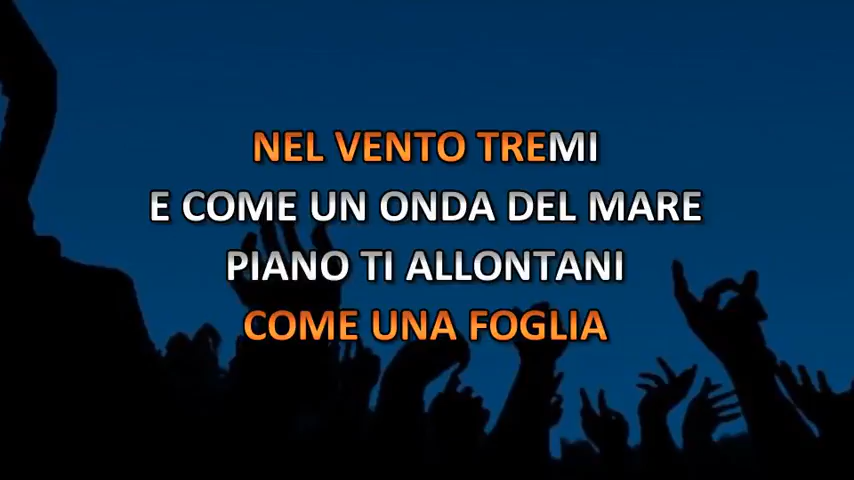 NEL VENTO TREMI
E COME UN ONDA DEL MARE
PIANO TI ALLONTANI
COME UNA FOGLIA